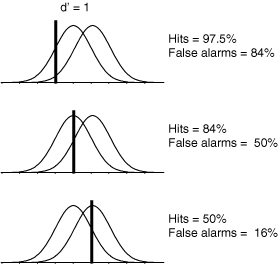 d' = 1
Hits = 97.5%
False alarms = 84%
Hits = 84%
False alarms = 50%
Hits = 50%
False alarms = 16%